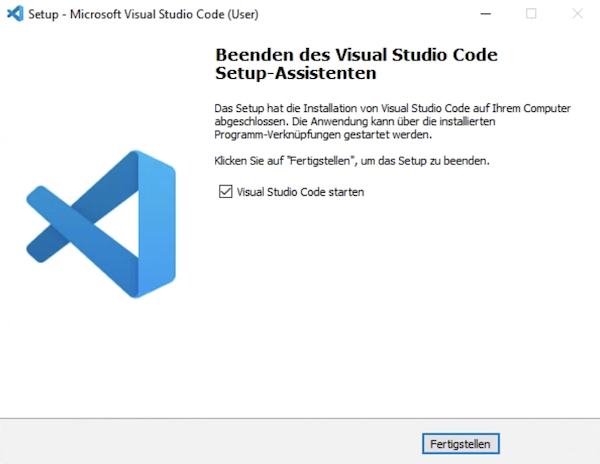 Setup - Microsoft Visual Studio Code (User)
Beenden des Visual Studio Code
Setup-Assistenten
Das Setup hat die Installation von Visual Studio Code auf Ihrem Computer
abgeschlossen. Die Anwendung kann über die installierten
Programm-Verknüpfungen gestartet werden.
Klicken Sie auf "Fertigstellen", um das Setup zu beenden.
Visual Studio Code starten
Fertigstellen